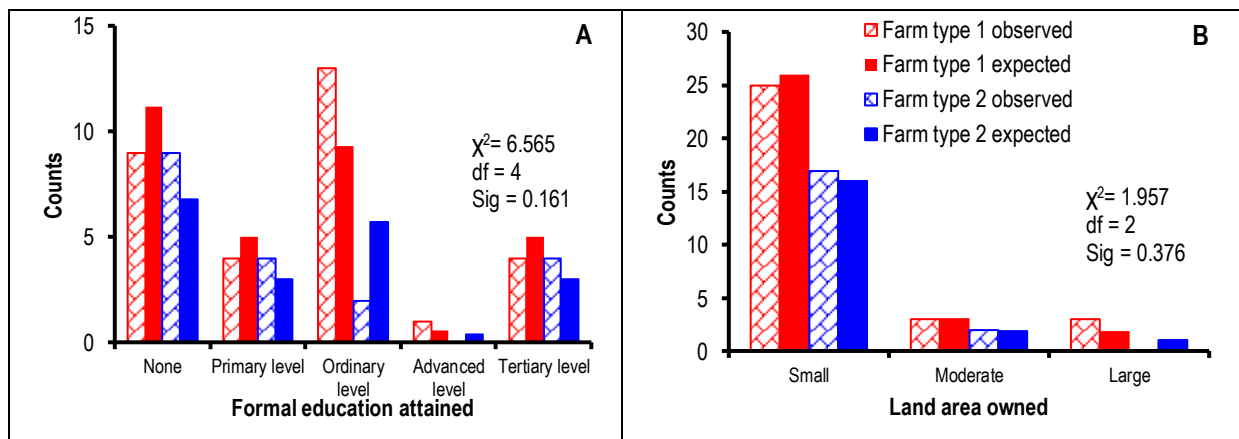 15
10
5
0
Counts
A
χ²= 6.565
df = 4
Sig = 0.161
None
Primary level
Ordinary
level
Advanced
level
Tertiary level
Formal education attained
30
25
20
15
10
5
0
Counts
B
Farm type 1 observed
Farm type 1 expected
Farm type 2 observed
Farm type 2 expected
χ²= 1.957
df = 2
Sig = 0.376
Small
Moderate
Large
Land area owned